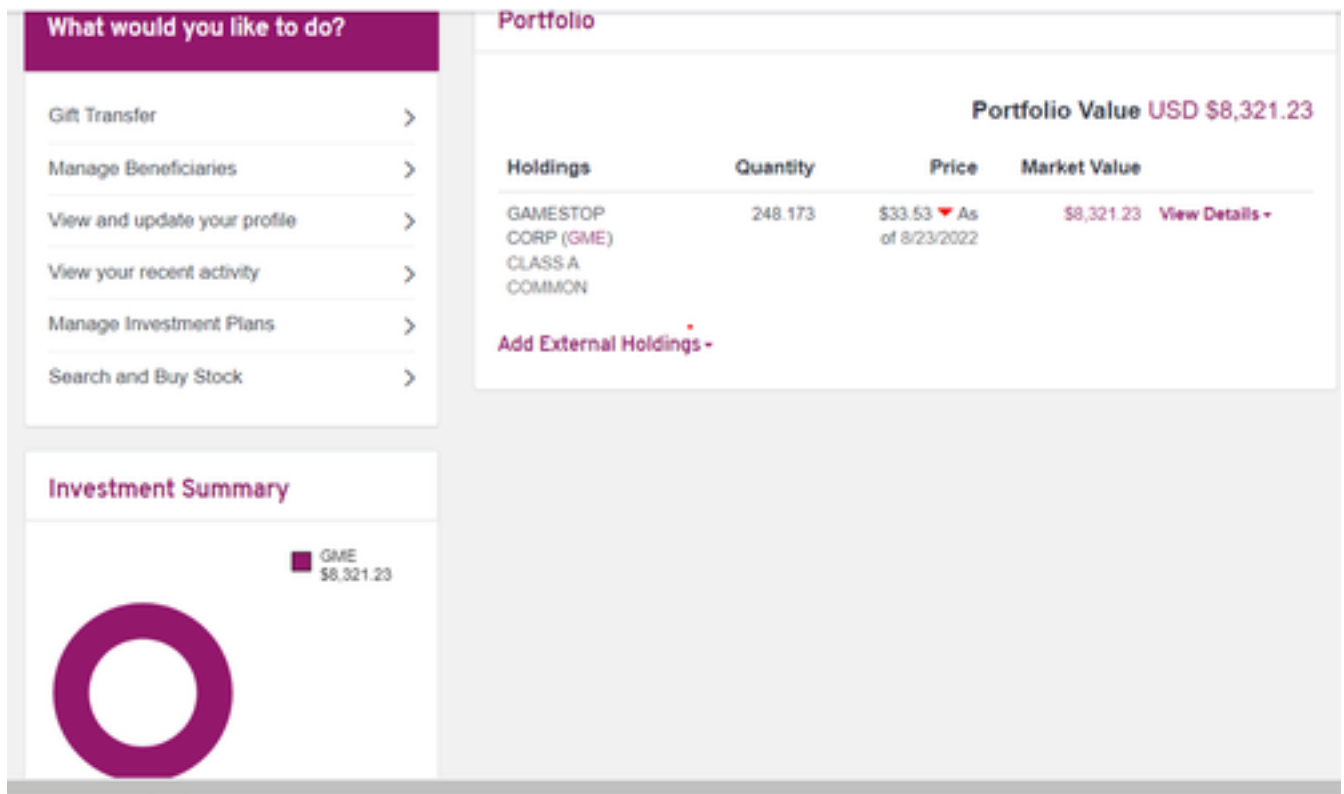 What would you like to do?
Gift Transfer
Manage Beneficiaries
View and update your profile
View your recent activity
Manage Investment Plans
Search and Buy Stock
Investment Summary
GME
$8,321.23
Portfolio
Portfolio Value USD $8,321.23
Holdings Quantity Price Market Value
GAMESTOP 248.173 $33.53 As $8,321.23 View Details
CORP (GME) of 8/23/2022
CLASS A
COMMON
Add External Holdings